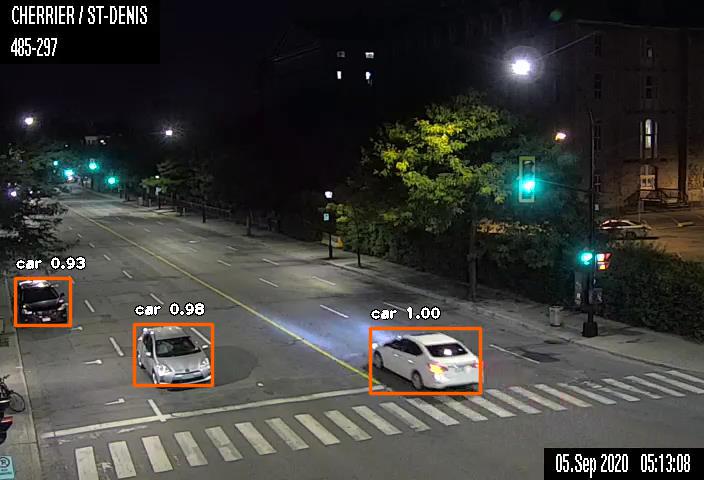 CHERRIER / ST-DENIS
485-297
car 0.93
car 0.98
car 1.00
05.Sep 2020 05:13:08